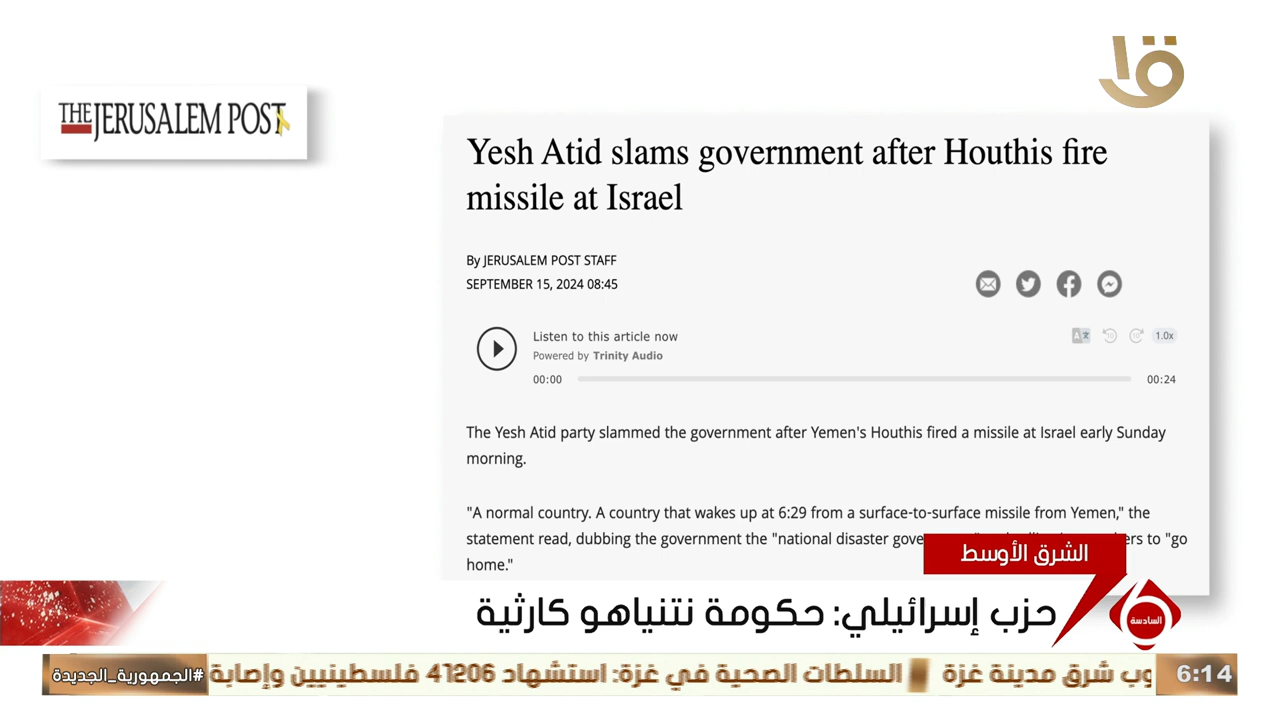 THE JERUSALEM POST
Yesh Atid slams government after Houthis fire
missile at Israel
By JERUSALEM POST STAFF
SEPTEMBER 15, 2024 08:45
Listen to this article now
Powered by Trinity Audio
1.0x
00:00
00:24
The Yesh Atid party slammed the government after Yemen's Houthis fired a missile at Israel early Sunday
morning.
"A normal country. A country that wakes up at 6:29 from a surface-to-surface missile from Yemen," the
statement read, dubbing the government the "national disaster to "go
home."
الشرق الأوسط
حزب إسرائيلي: حكومة نتنياهو كارثية
السادسة
شرق مدينة غزة السلطات الصحية في غزة: استشهاد 41206 فلسطينيين وإصابة
#الجمهورية_الجديدة
6:14